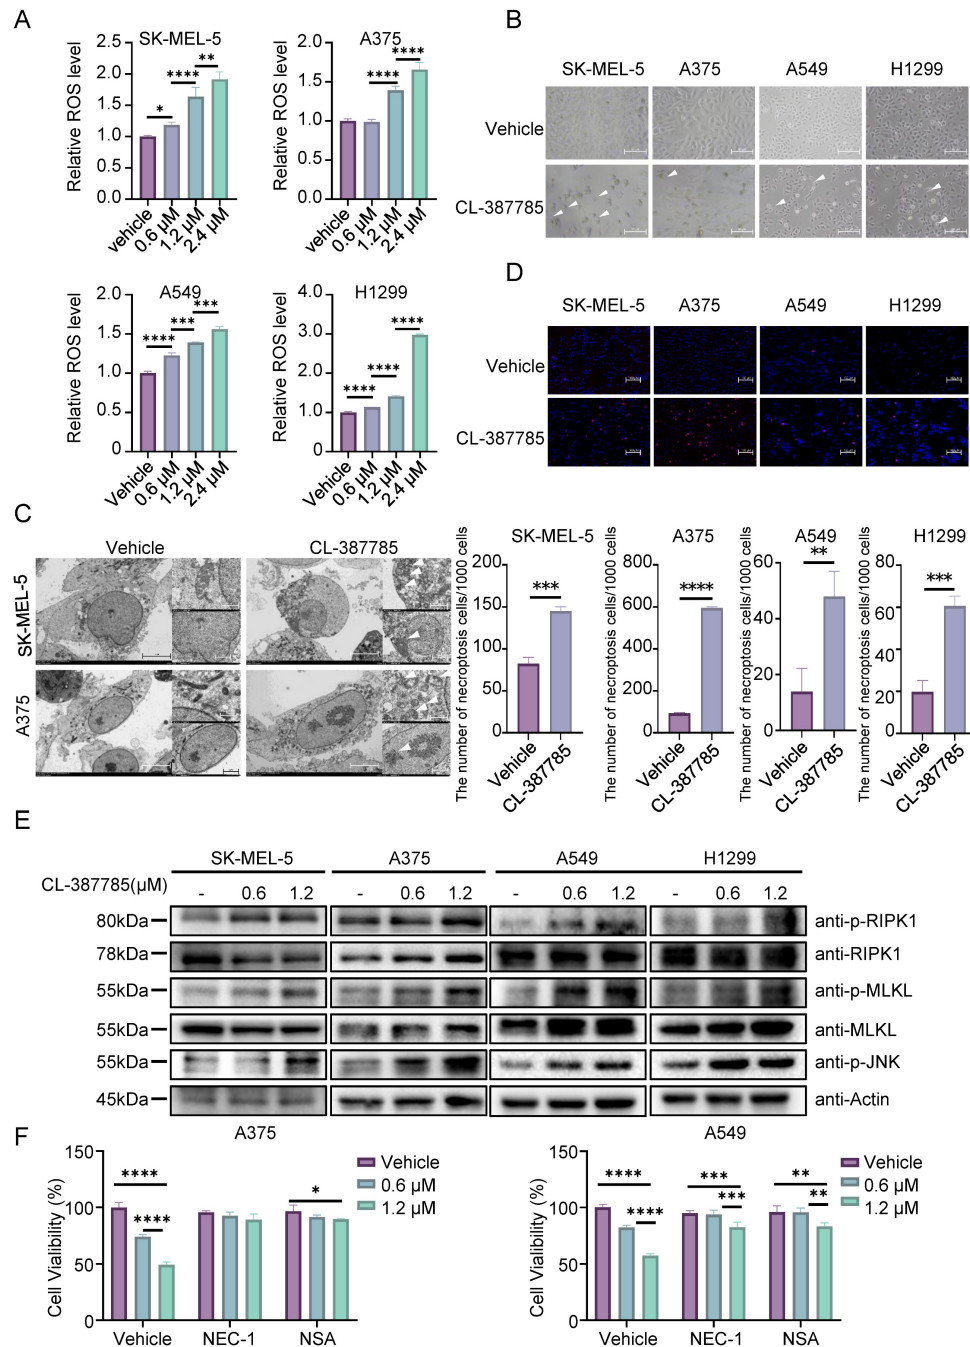 A
SK-MEL-5
Relative ROS level
2.5
2.0
1.5
1.0
0.5
0.0
*
****
**
vehicle
0.6 μM
1.2 μM
2.4 μM
A375
Relative ROS level
2.0
1.5
1.0
0.5
0
****
****
vehicle
0.6 μM
1.2 μM
2.4 μM
A549
Relative ROS level
2.0
1.5
1.0
0.5
0
****
***
***
Vehicle
0.6 μM
1.2 μM
2.4 μM
H1299
Relative ROS level
4.0
3.0
2.0
1.0
0
****
****
****
Vehicle
0.6 μM
1.2 μM
2.4 μM
B
SK-MEL-5 A375 A549 H1299
Vehicle
CL-387785
D
SK-MEL-5 A375 A549 H1299
Vehicle
CL-387785
C
Vehicle CL-387785
SK-MEL-5
A375
SK-MEL-5
The number of necroptosis cells/1000 cells
200
150
100
50
0
***
Vehicle
CL-387785
A375
The number of necroptosis cells/1000 cells
800
600
400
200
0
****
Vehicle
CL-387785
A549
The number of necroptosis cells/1000 cells
60
40
20
0
**
Vehicle
CL-387785
H1299
The number of necroptosis cells/1000 cells
80
60
40
20
0
***
Vehicle
CL-387785
E
SK-MEL-5 A375 A549 H1299
CL-387785(μM) - 0.6 1.2 - 0.6 1.2 - 0.6 1.2 - 0.6 1.2
80kDa anti-p-RIPK1
78kDa anti-RIPK1
55kDa anti-p-MLKL
55kDa anti-MLKL
55kDa anti-p-JNK
45kDa anti-Actin
F
A375
Cell Vialibility (%)
150
100
50
0
****
****
*
Vehicle
0.6 μM
1.2 μM
Vehicle NEC-1 NSA
A549
Cell Vialibility (%)
150
100
50
0
****
****
***
***
**
**
Vehicle
0.6 μM
1.2 μM
Vehicle NEC-1 NSA